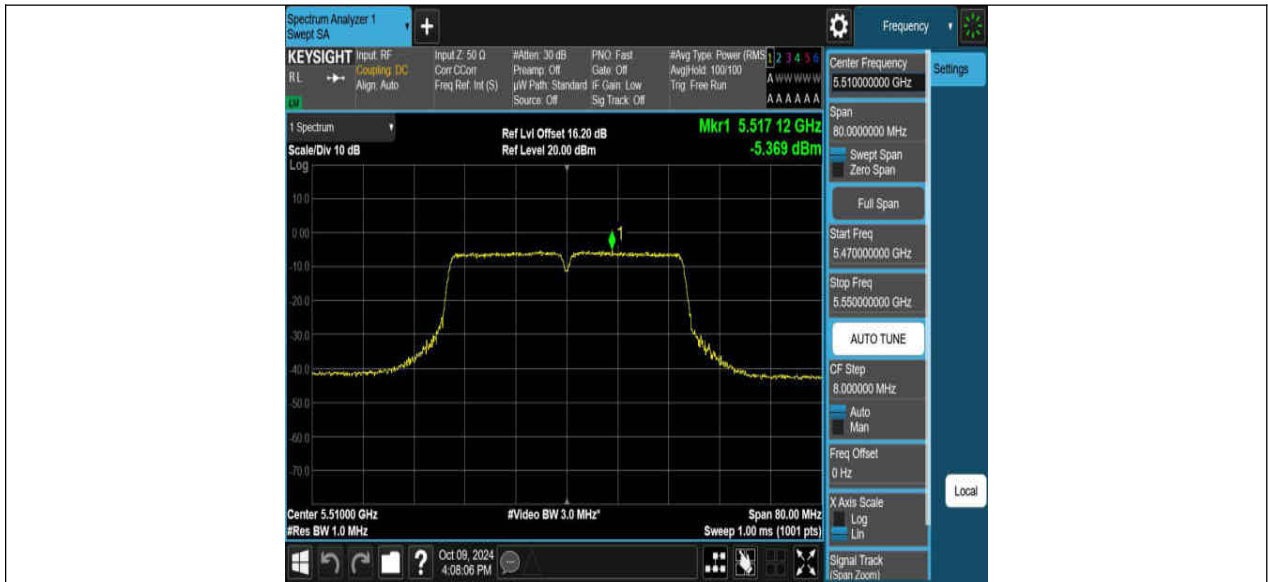 Spectrum Analyzer 1
Swept SA
+
Frequency
KEYSIGHT
RL
LXI
Input: RF
Coupling: DC
Align: Auto
Input Z: 50 Ω
Corr CCorr
Freq Ref: Int (S)
#Atten: 30 dB
Preamp: Off
µW Path: Standard
Source: Off
PNO: Fast
Gate: Off
IF Gain: Low
Sig Track: Off
#Avg Type: Power (RMS
Avg|Hold: 100/100
Trig: Free Run
1 2 3 4 5 6
A W W W W W
A A A A A A
1 Spectrum
Scale/Div 10 dB
Ref Lvl Offset 16.20 dB
Ref Level 20.00 dBm
Mkr1 5.517 12 GHz
-5.369 dBm
Log
10.0
0.00
-10.0
-20.0
-30.0
-40.0
-50.0
-60.0
-70.0
1
Center 5.51000 GHz
#Res BW 1.0 MHz
#Video BW 3.0 MHz*
Span 80.00 MHz
Sweep 1.00 ms (1001 pts)
Oct 09, 2024
4:08:06 PM
?
Center Frequency
5.510000000 GHz
Settings
Span
80.0000000 MHz
Swept Span
Zero Span
Full Span
Start Freq
5.470000000 GHz
Stop Freq
5.550000000 GHz
AUTO TUNE
CF Step
8.000000 MHz
Auto
Man
Freq Offset
0 Hz
X Axis Scale
Log
Lin
Local
Signal Track
(Span Zoom)